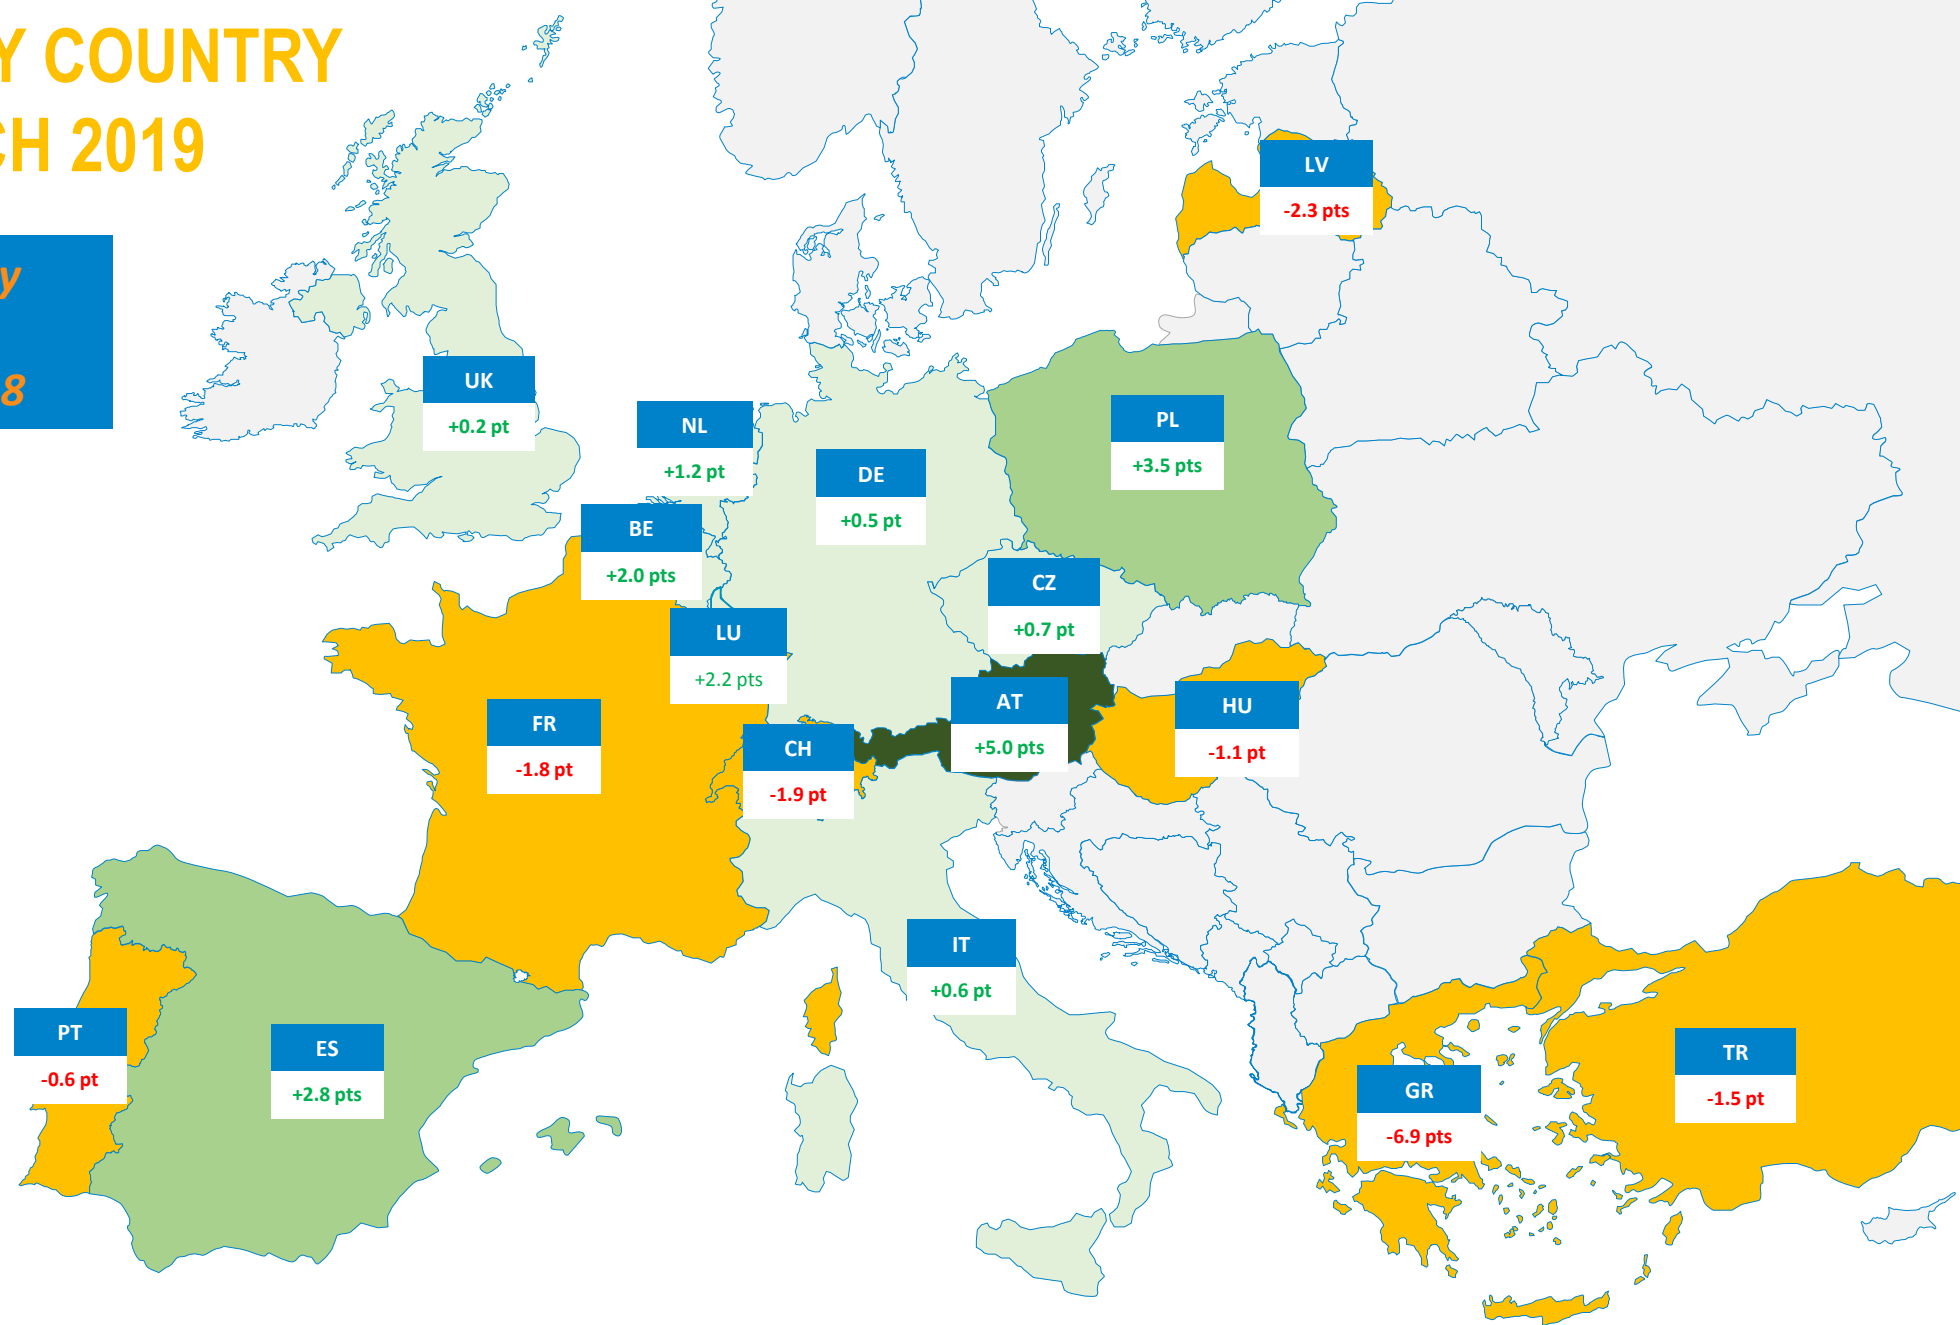 Y COUNTRY
CH 2019
y
8
LV
-2.3 pts
UK
+0.2 pt
NL
+1.2 pt
DE
+0.5 pt
PL
+3.5 pts
BE
+2.0 pts
CZ
+0.7 pt
LU
+2.2 pts
AT
+5.0 pts
HU
-1.1 pt
FR
-1.8 pt
CH
-1.9 pt
IT
+0.6 pt
PT
-0.6 pt
ES
+2.8 pts
TR
-1.5 pt
GR
-6.9 pts